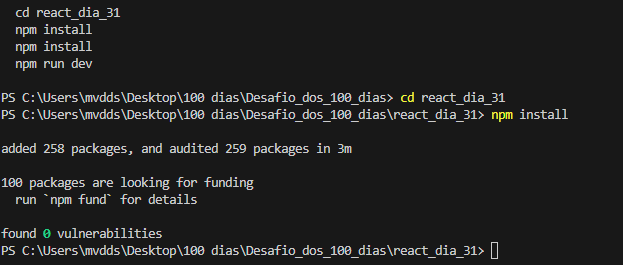 cd react_dia_31
npm install
npm install
npm run dev
PS C:\Users\mvdds\Desktop\100 dias\Desafio_dos_100_dias> cd react_dia_31
PS C:\Users\mvdds\Desktop\100 dias\Desafio_dos_100_dias\react_dia_31> npm install
added 258 packages, and audited 259 packages in 3m
100 packages are looking for funding
run `npm fund` for details
found 0 vulnerabilities
PS C:\Users\mvdds\Desktop\100 dias\Desafio_dos_100_dias\react_dia_31>